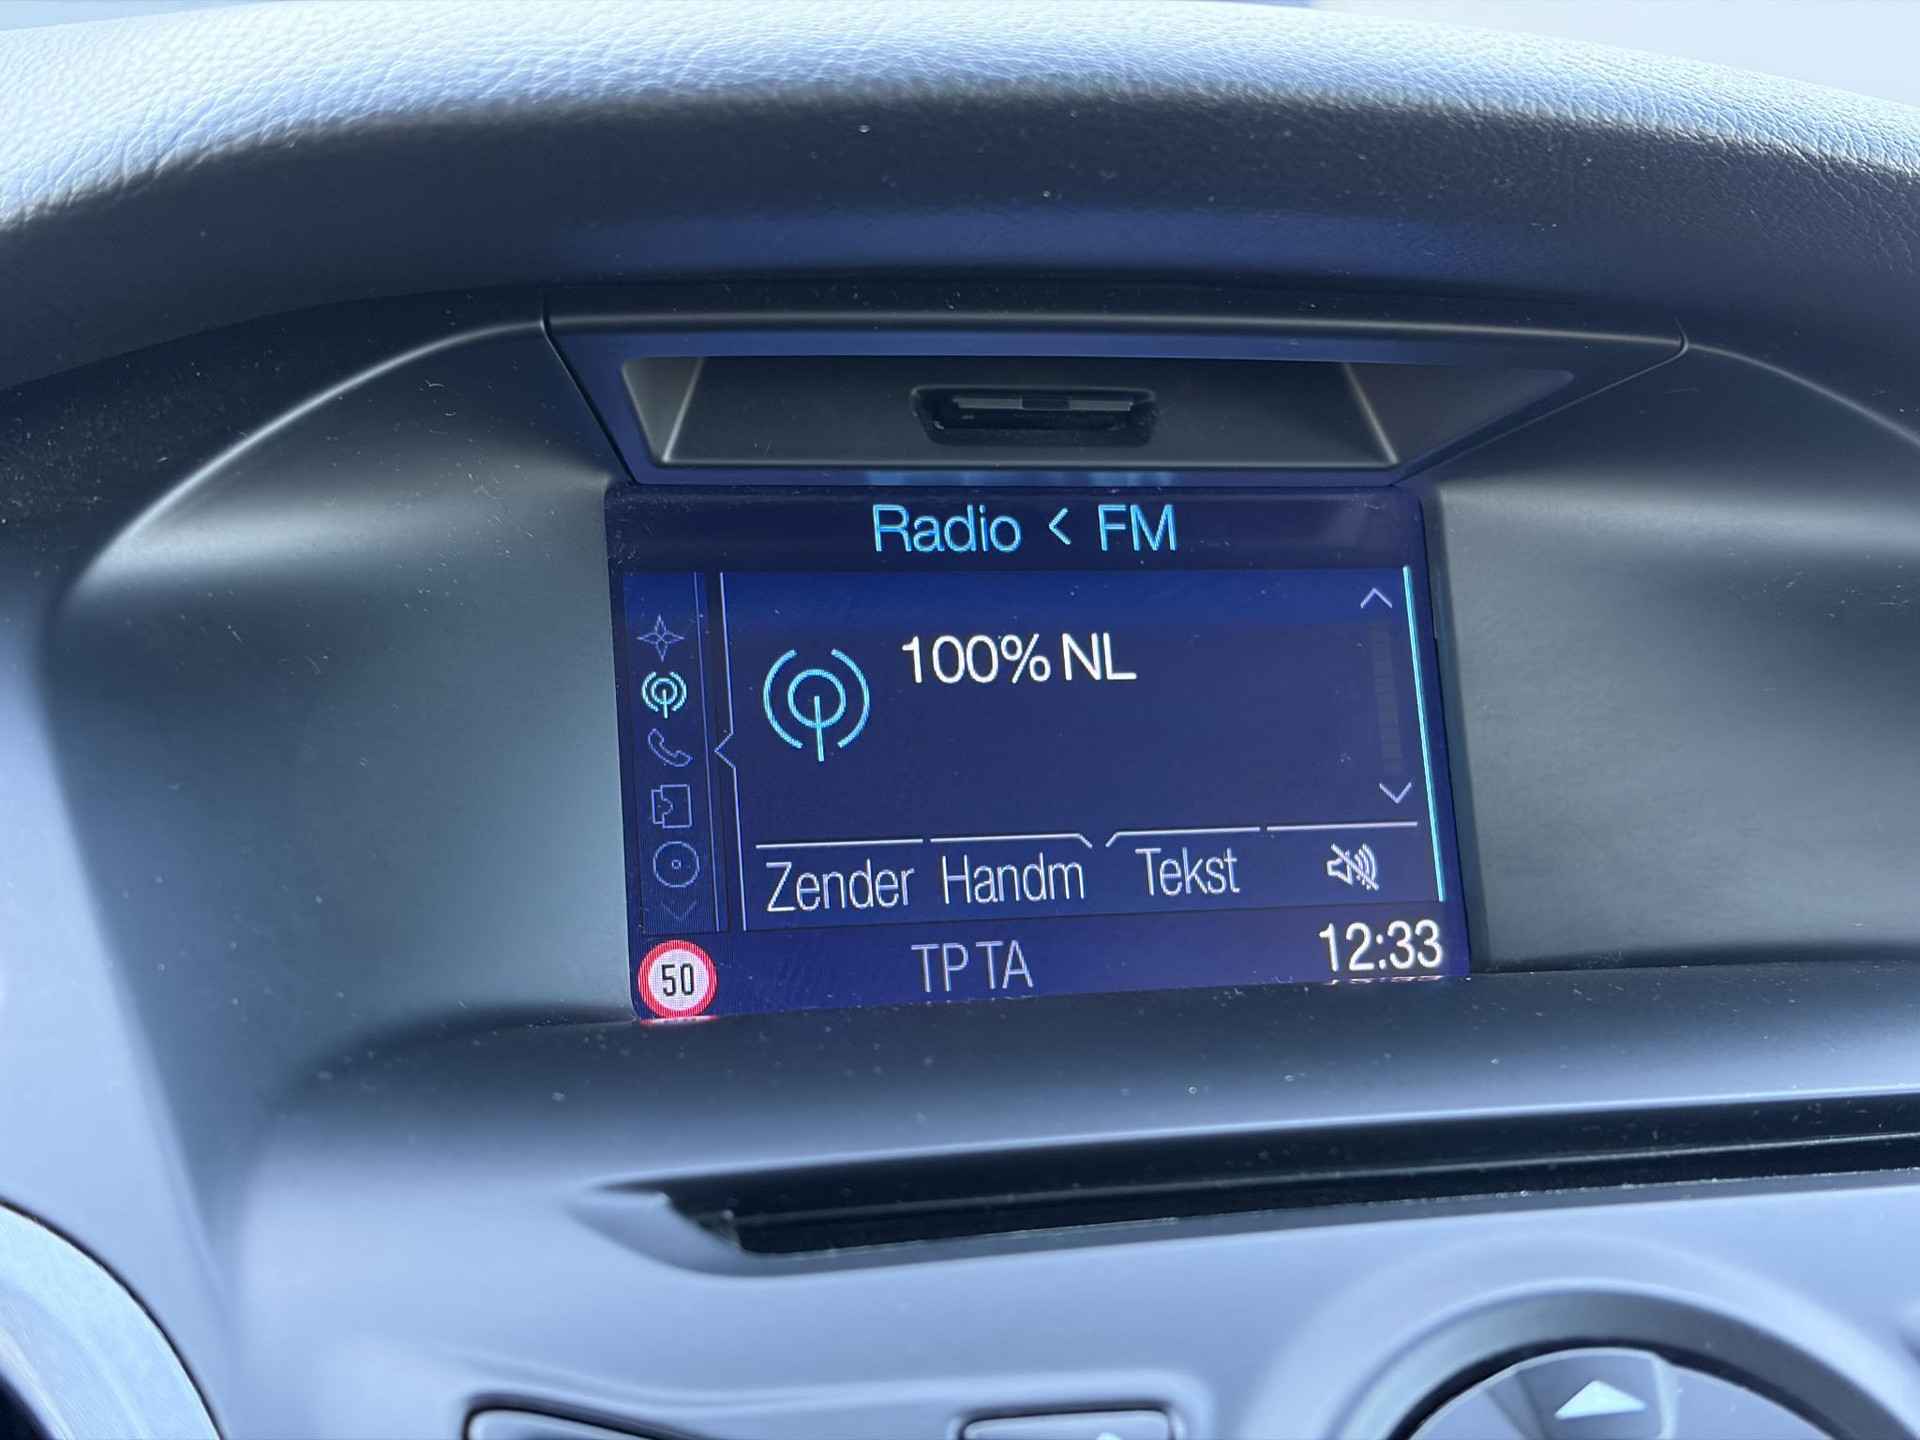 Radio < FM
100% NL
Zender Handm Tekst
50 TP TA 12:33